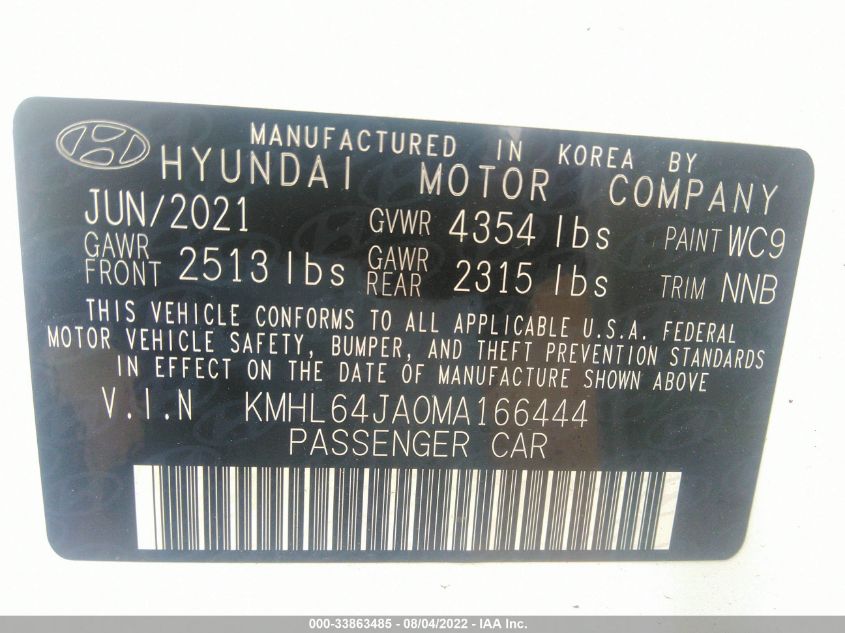 MANUFACTURED IN KOREA BY
HYUNDAI MOTOR COMPANY
JUN/2021 GVWR 4354 lbs PAINT WC9
GAWR FRONT 2513 lbs GAWR REAR 2315 lbs TRIM NNB
THIS VEHICLE CONFORMS TO ALL APPLICABLE U.S.A. FEDERAL
MOTOR VEHICLE SAFETY, BUMPER, AND THEFT PREVENTION STANDARDS
IN EFFECT ON THE DATE OF MANUFACTURE SHOWN ABOVE
V.I.N KMHL64JA0MA166444
PASSENGER CAR
000-33863485 - 08/04/2022 - IAA Inc.